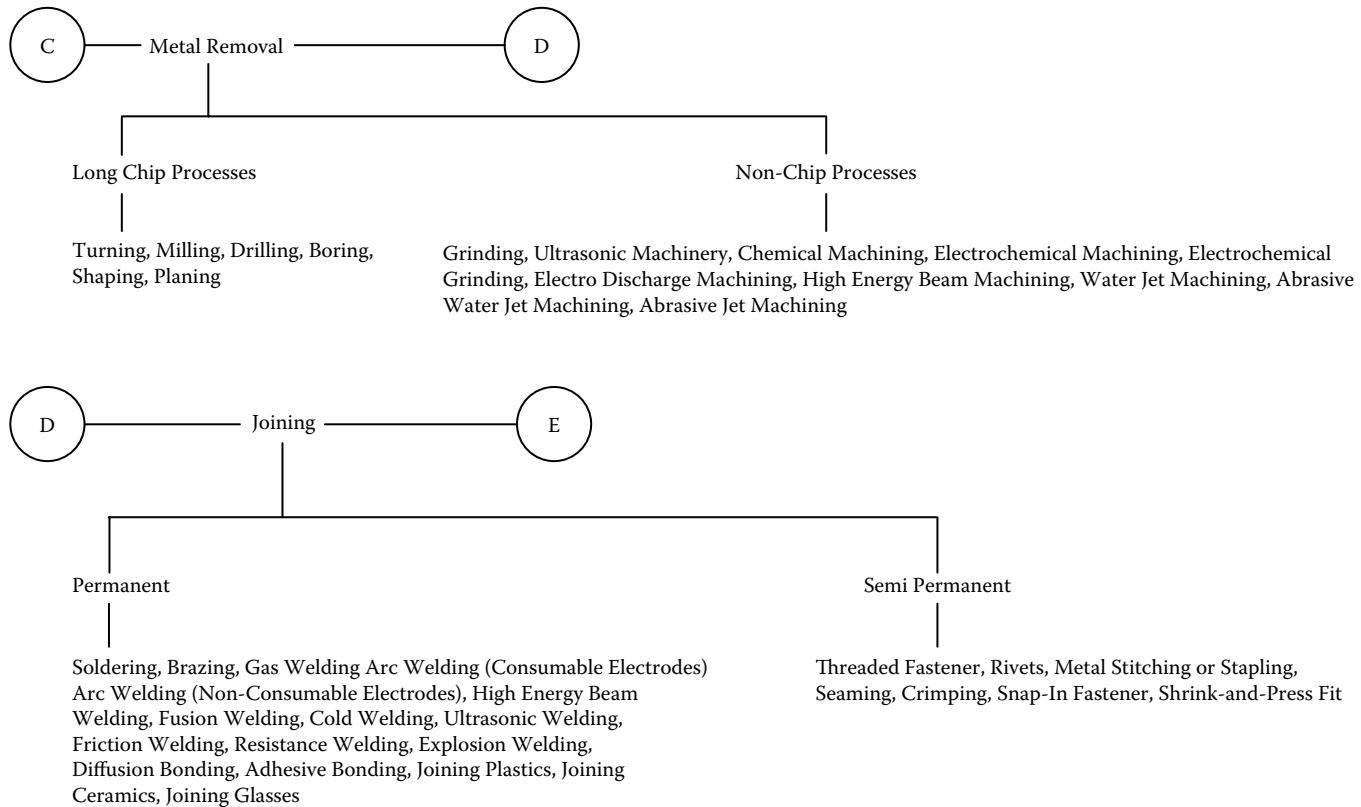 C
Metal Removal
D
Long Chip Processes
Non-Chip Processes
Turning, Milling, Drilling, Boring,
Shaping, Planing
Grinding, Ultrasonic Machinery, Chemical Machining, Electrochemical Machining, Electrochemical
Grinding, Electro Discharge Machining, High Energy Beam Machining, Water Jet Machining, Abrasive
Water Jet Machining, Abrasive Jet Machining
D
Joining
E
Permanent
Semi Permanent
Soldering, Brazing, Gas Welding Arc Welding (Consumable Electrodes)
Arc Welding (Non-Consumable Electrodes), High Energy Beam
Welding, Fusion Welding, Cold Welding, Ultrasonic Welding,
Friction Welding, Resistance Welding, Explosion Welding,
Diffusion Bonding, Adhesive Bonding, Joining Plastics, Joining
Ceramics, Joining Glasses
Threaded Fastener, Rivets, Metal Stitching or Stapling,
Seaming, Crimping, Snap-In Fastener, Shrink-and-Press Fit